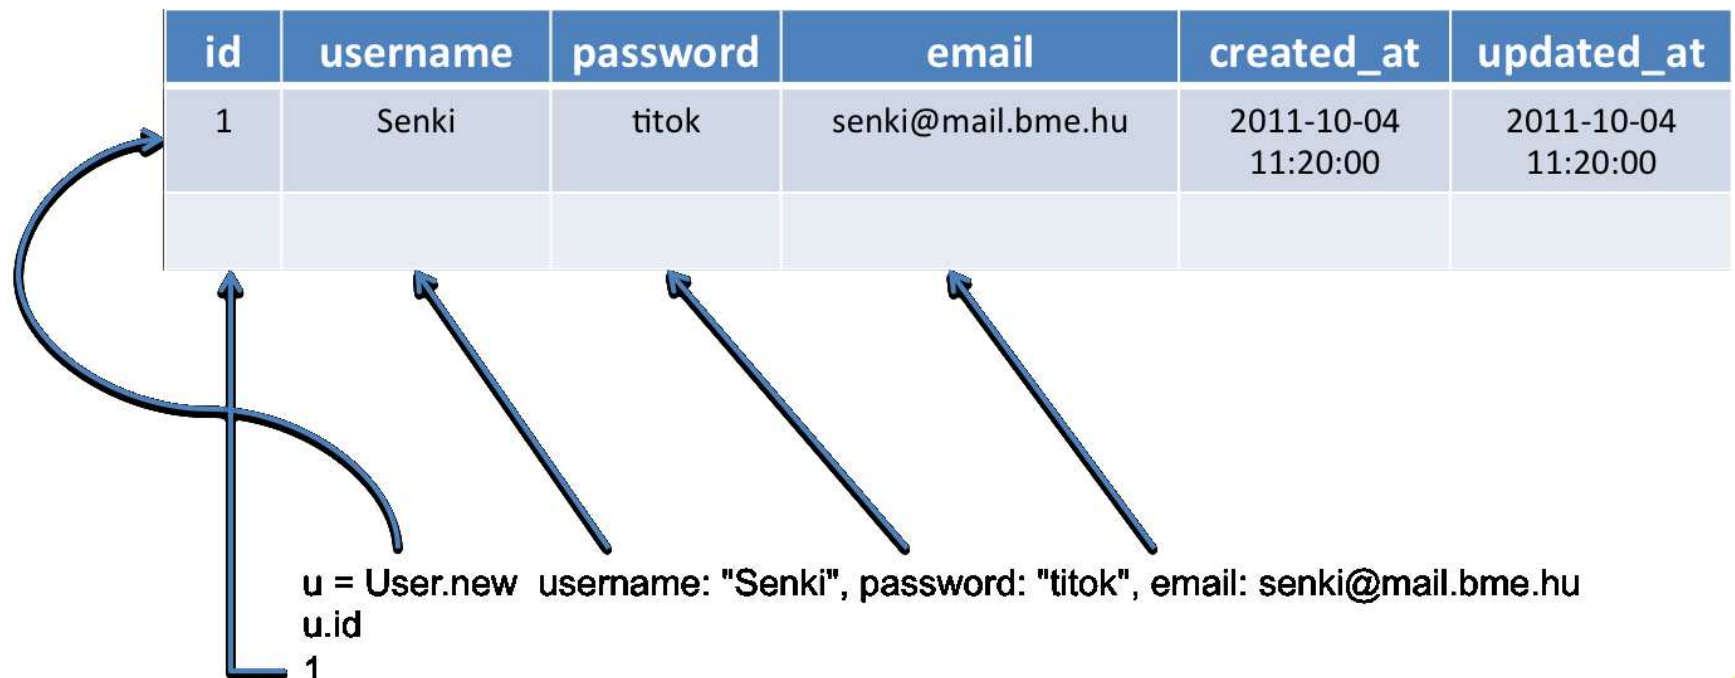 id username password email created_at updated_at
1 Senki titok senki@mail.bme.hu 2011-10-04 11:20:00 2011-10-04 11:20:00
u = User.new username: "Senki", password: "titok", email: senki@mail.bme.hu
u.id
1